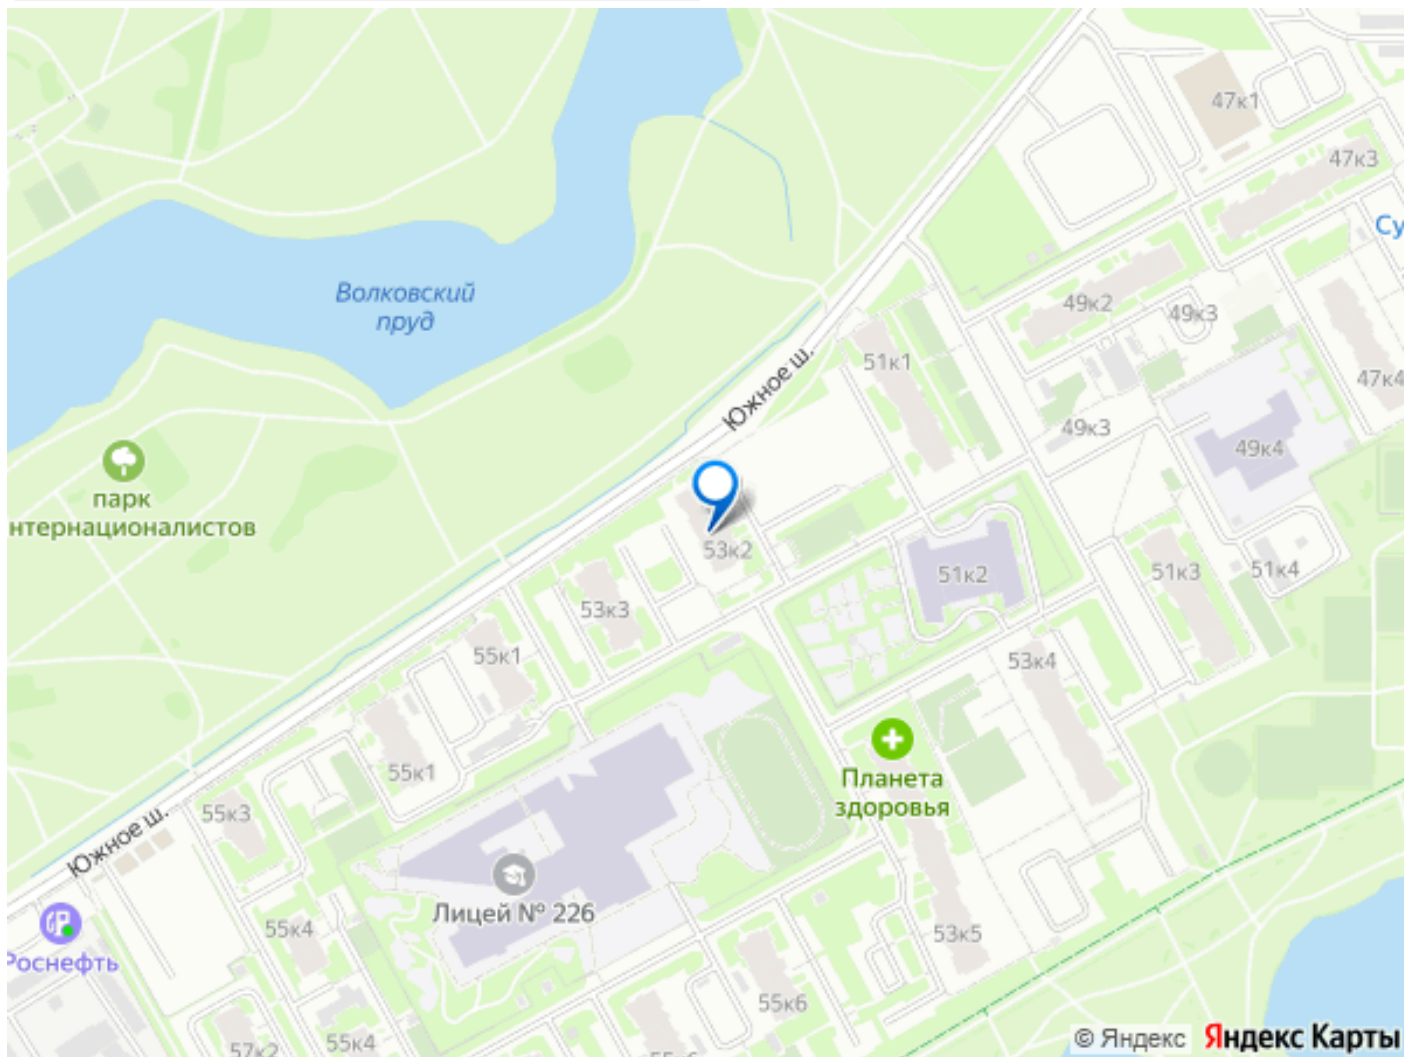 47к1
47к3
Су
Волковский
пруд
49к2
49к3
51к1
Южное ш.
47к4
49к3
49к4
парк
нтернационалистов
53к2
51к2
51к3
51к4
53к3
55к1
53к4
Планета
здоровья
55к1
55к3
Южное ш.
Лицей № 226
55к4
53к5
Роснефть
55к6
55к4
57к2
55к6
© Яндекс Яндекс Карты